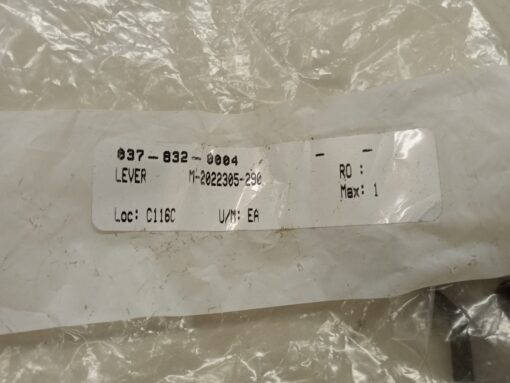 037-832-0004 - -
LEVER M-2022305-290 RO :
Max: 1
Loc: C116C U/M: EA